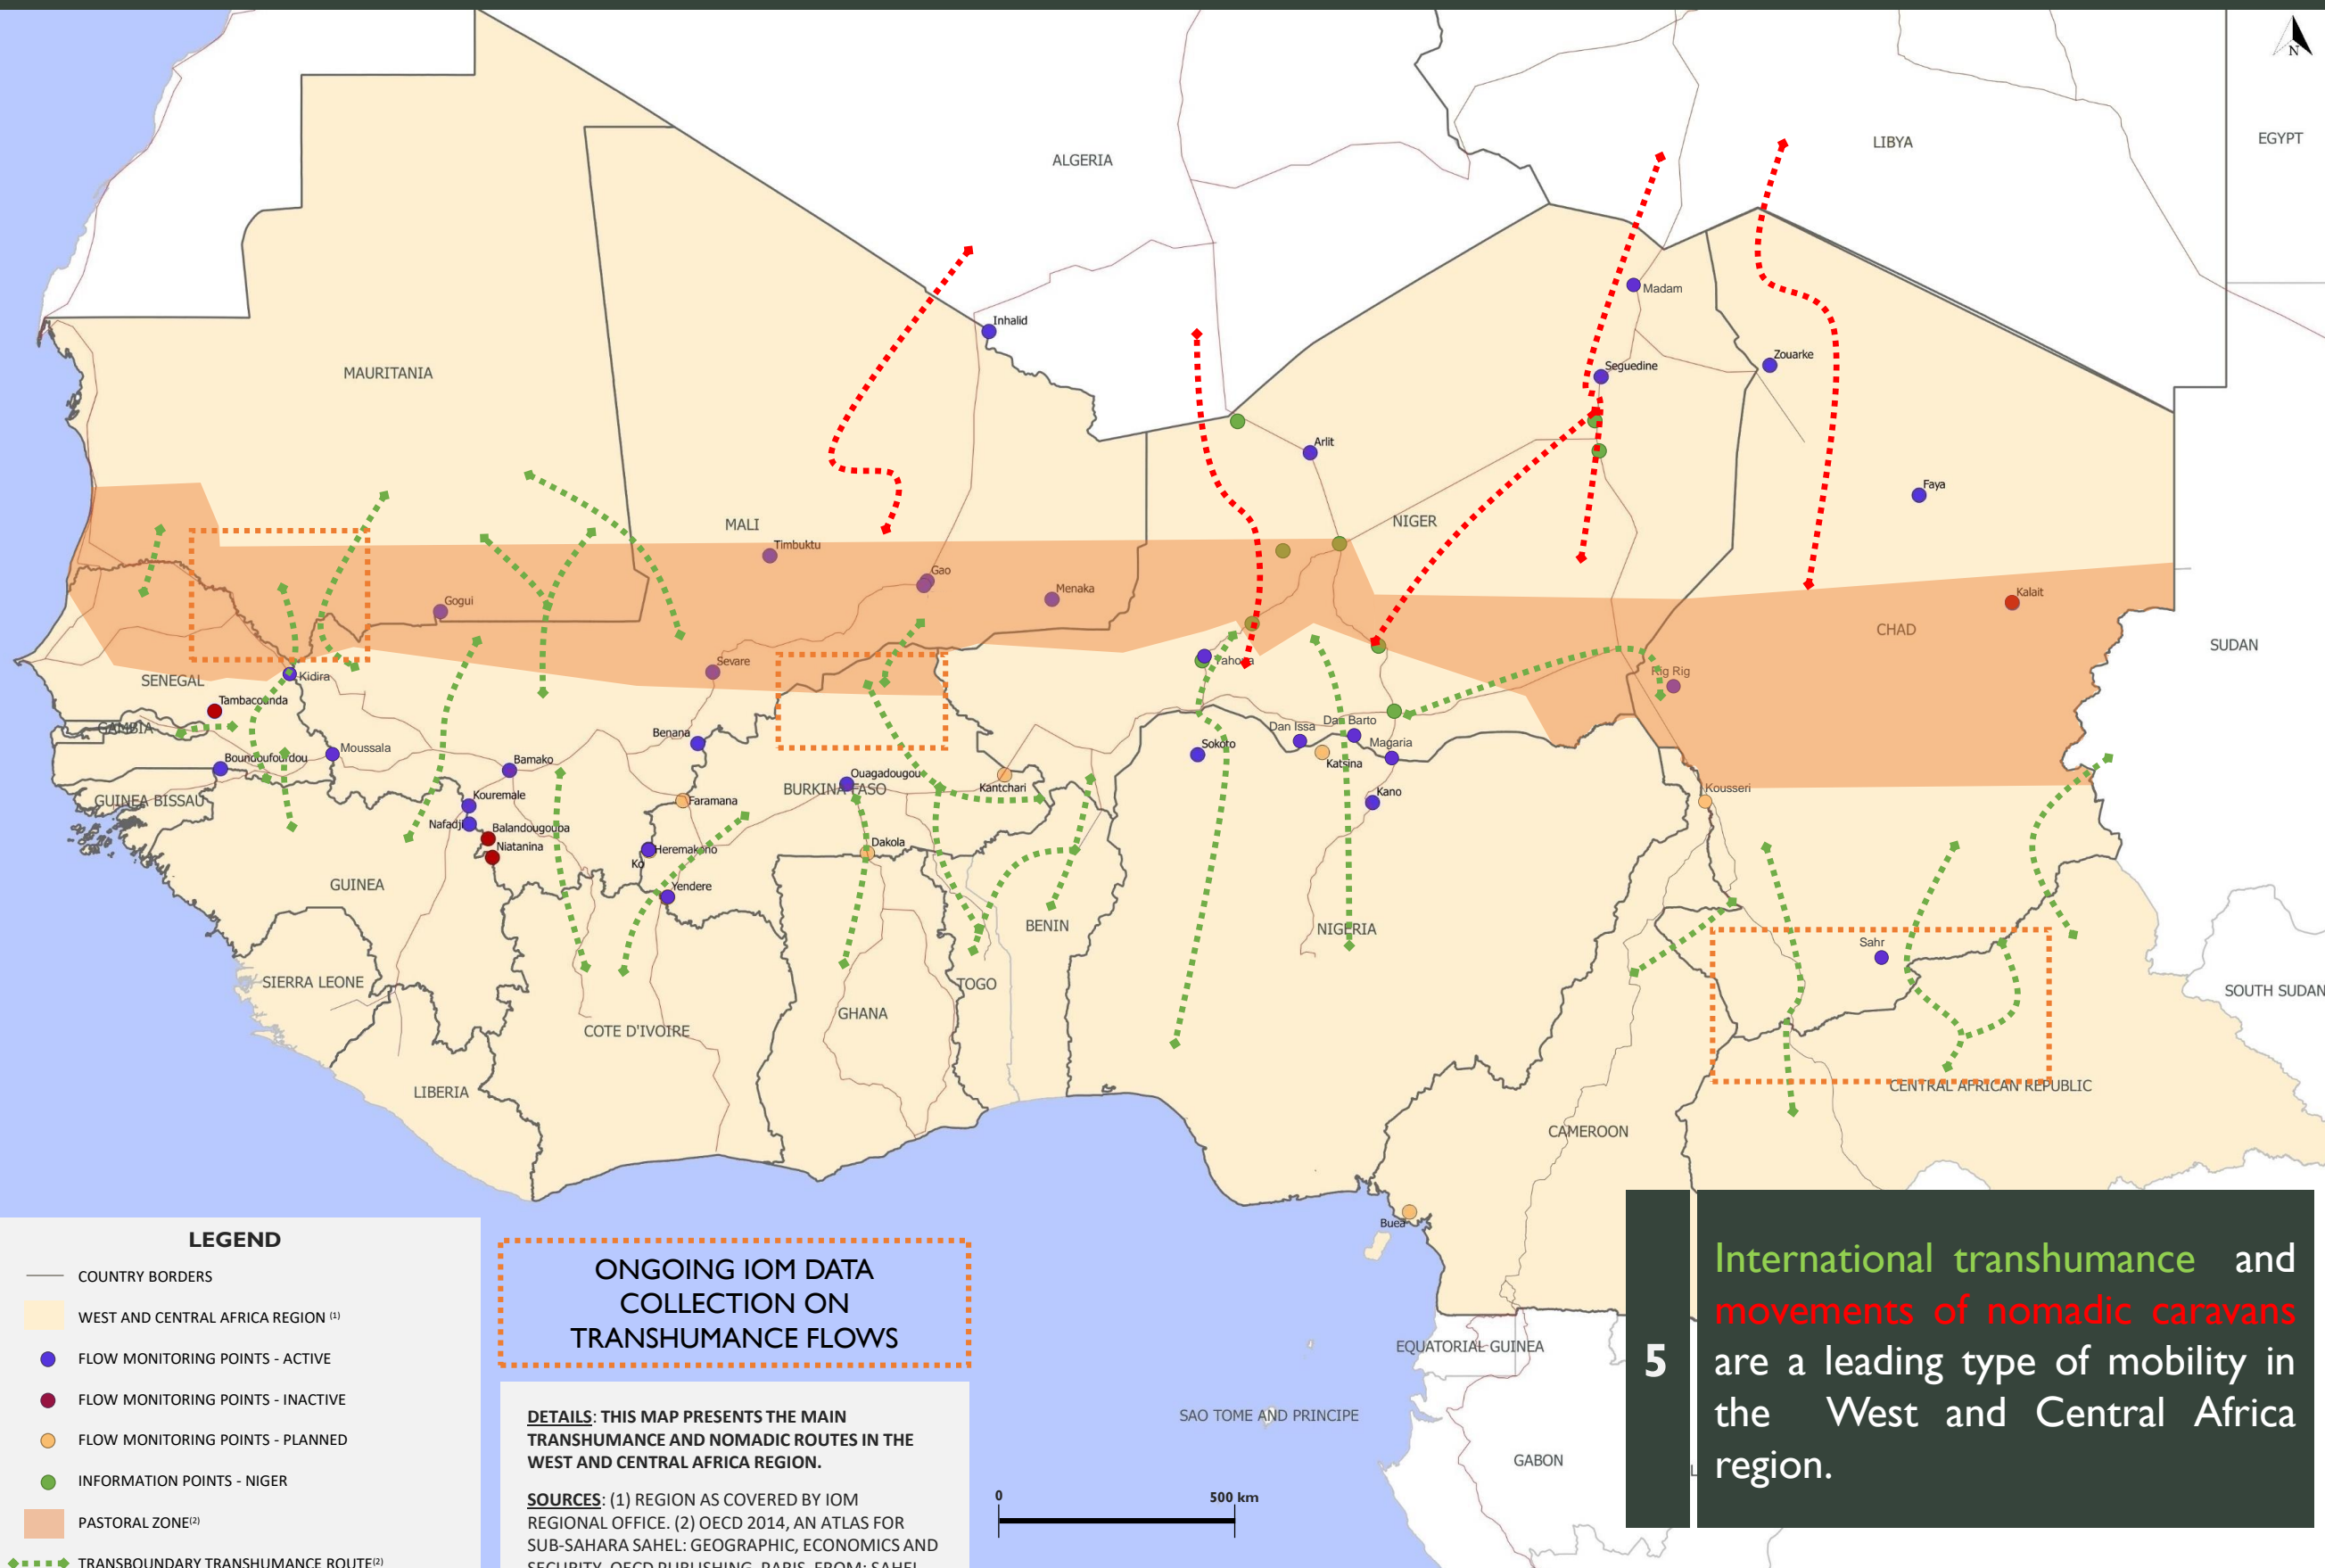 N
ALGERIA
LIBYA
EGYPT
Madam
Inhalid
Zouarke
MAURITANIA
Seguedine
Arlit
Faya
MALI
NIGER
Timbuktu
Gao
Menaka
Kalait
Gogui
CHAD
SUDAN
Sevare
Tahoua
Rig Rig
SENEGAL
Kidira
Tambacounda
GAMBIA
Benana
Dan Issa
Dan Barto
Magaria
Sokoto
Katsina
Moussala
Boundoufourdou
Bamako
Ouagadougou
Kantchari
BURKINA FASO
GUINEA BISSAU
Kouremale
Faramana
Kano
Kousseri
Nafadji
Balandougouba
Niatanina
Heremakono
Ko
Dakola
GUINEA
Yendere
BENIN
NIGERIA
Sahr
SIERRA LEONE
TOGO
SOUTH SUDAN
GHANA
COTE D'IVOIRE
LIBERIA
CENTRAL AFRICAN REPUBLIC
CAMEROON
Buea
EQUATORIAL GUINEA
SAO TOME AND PRINCIPE
GABON
LEGEND
COUNTRY BORDERS
WEST AND CENTRAL AFRICA REGION (1)
FLOW MONITORING POINTS - ACTIVE
FLOW MONITORING POINTS - INACTIVE
FLOW MONITORING POINTS - PLANNED
INFORMATION POINTS - NIGER
PASTORAL ZONE(2)
TRANSBOUNDARY TRANSHUMANCE ROUTE(2)
ONGOING IOM DATA
COLLECTION ON
TRANSHUMANCE FLOWS
DETAILS: THIS MAP PRESENTS THE MAIN
TRANSHUMANCE AND NOMADIC ROUTES IN THE
WEST AND CENTRAL AFRICA REGION.
SOURCES: (1) REGION AS COVERED BY IOM
REGIONAL OFFICE. (2) OECD 2014, AN ATLAS FOR
SUB-SAHARA SAHEL: GEOGRAPHIC, ECONOMICS AND
SECURITY, OECD PUBLISHING, PARIS. FROM: SAHEL
0 500 km
5
International transhumance and
movements of nomadic caravans
are a leading type of mobility in
the West and Central Africa
region.